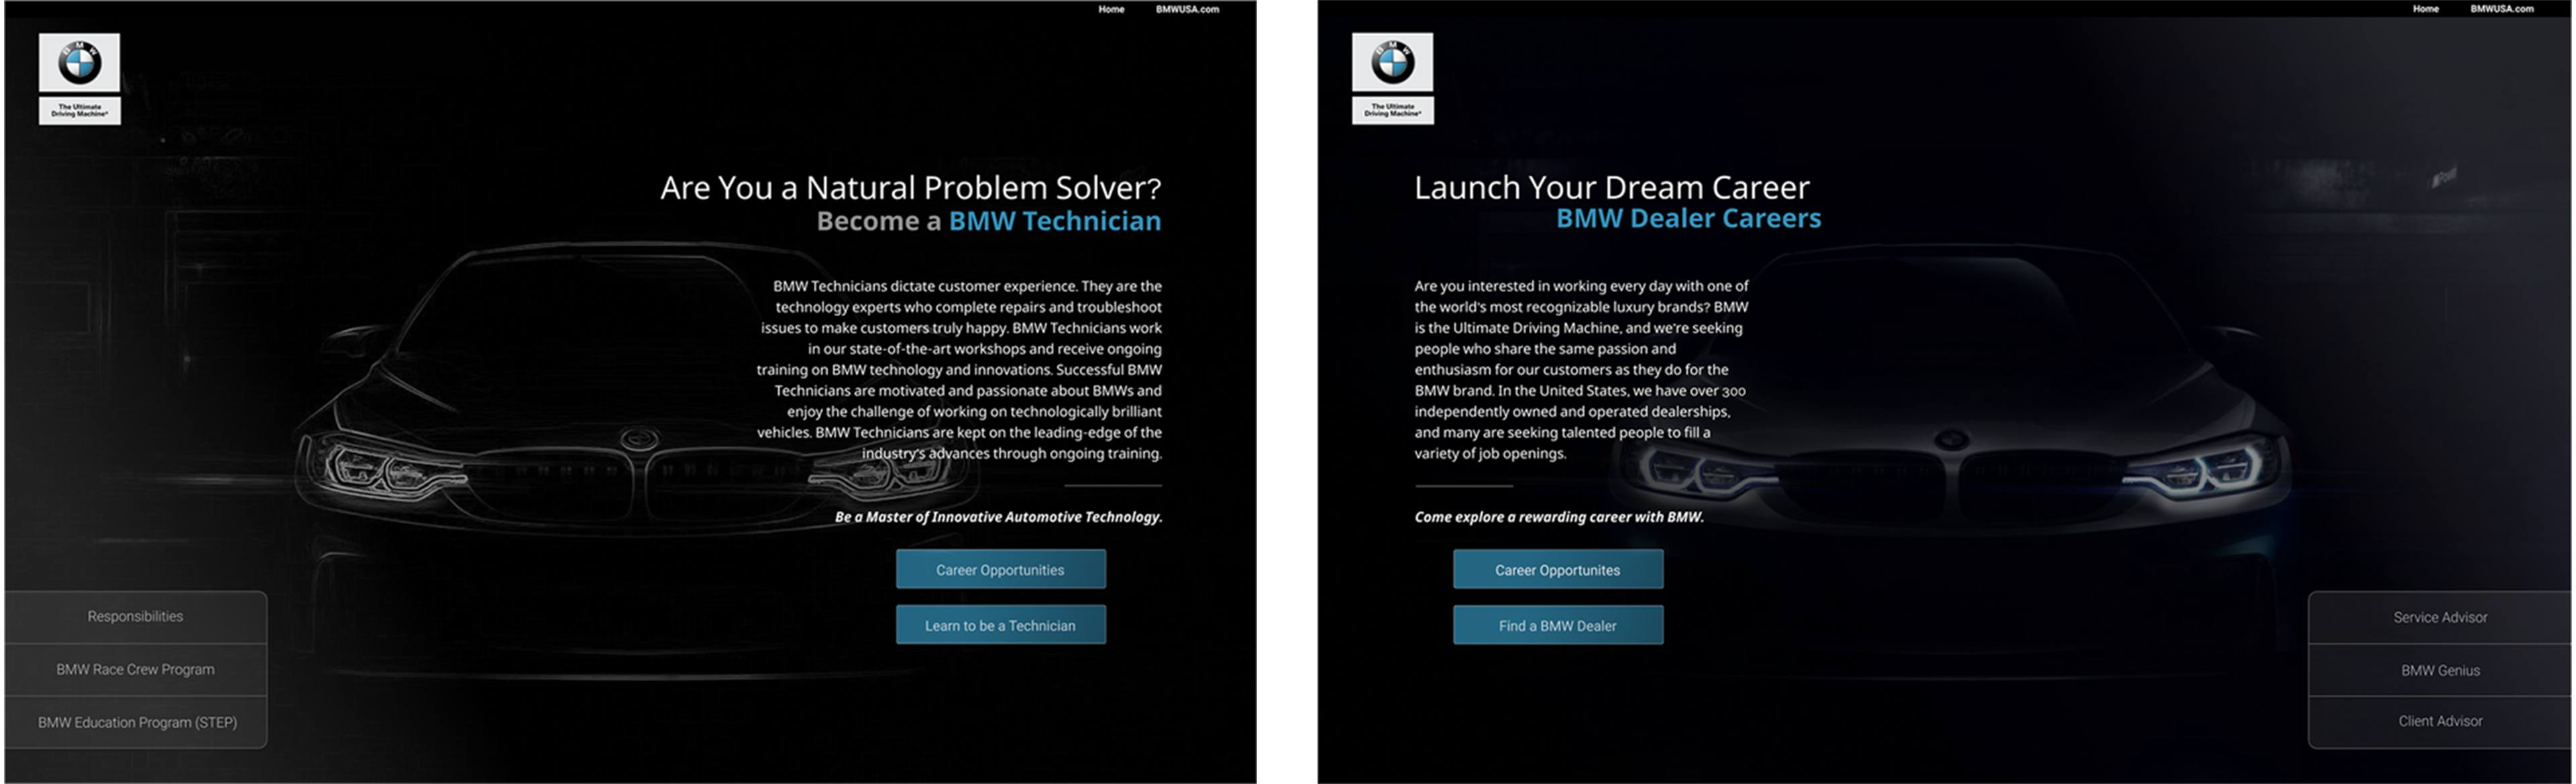 Home BMWUSA.com
BMW
The Ultimate
Driving Machine®
Are You a Natural Problem Solver?
Become a BMW Technician
BMW Technicians dictate customer experience. They are the
technology experts who complete repairs and troubleshoot
issues to make customers truly happy. BMW Technicians work
in our state-of-the-art workshops and receive ongoing
training on BMW technology and innovations. Successful BMW
Technicians are motivated and passionate about BMWs and
enjoy the challenge of working on technologically brilliant
vehicles. BMW Technicians are kept on the leading-edge of the
industry's advances through ongoing training.
Be a Master of Innovative Automotive Technology.
Career Opportunities
Learn to be a Technician
Responsibilities
BMW Race Crew Program
BMW Education Program (STEP)
Home BMWUSA.com
BMW
The Ultimate
Driving Machine®
Launch Your Dream Career
BMW Dealer Careers
Are you interested in working every day with one of
the world's most recognizable luxury brands? BMW
is the Ultimate Driving Machine, and we're seeking
people who share the same passion and
enthusiasm for our customers as they do for the
BMW brand. In the United States, we have over 300
independently owned and operated dealerships,
and many are seeking talented people to fill a
variety of job openings.
Come explore a rewarding career with BMW.
Career Opportunites
Find a BMW Dealer
Service Advisor
BMW Genius
Client Advisor